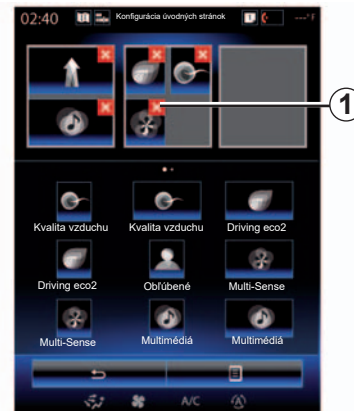 02:40 Konfigurácia úvodných stránok 1 ---°F
1
Kvalita vzduchu Kvalita vzduchu Driving eco2
Driving eco2 Obľúbené Multi-Sense
Multi-Sense Multimédiá Multimédiá
A/C